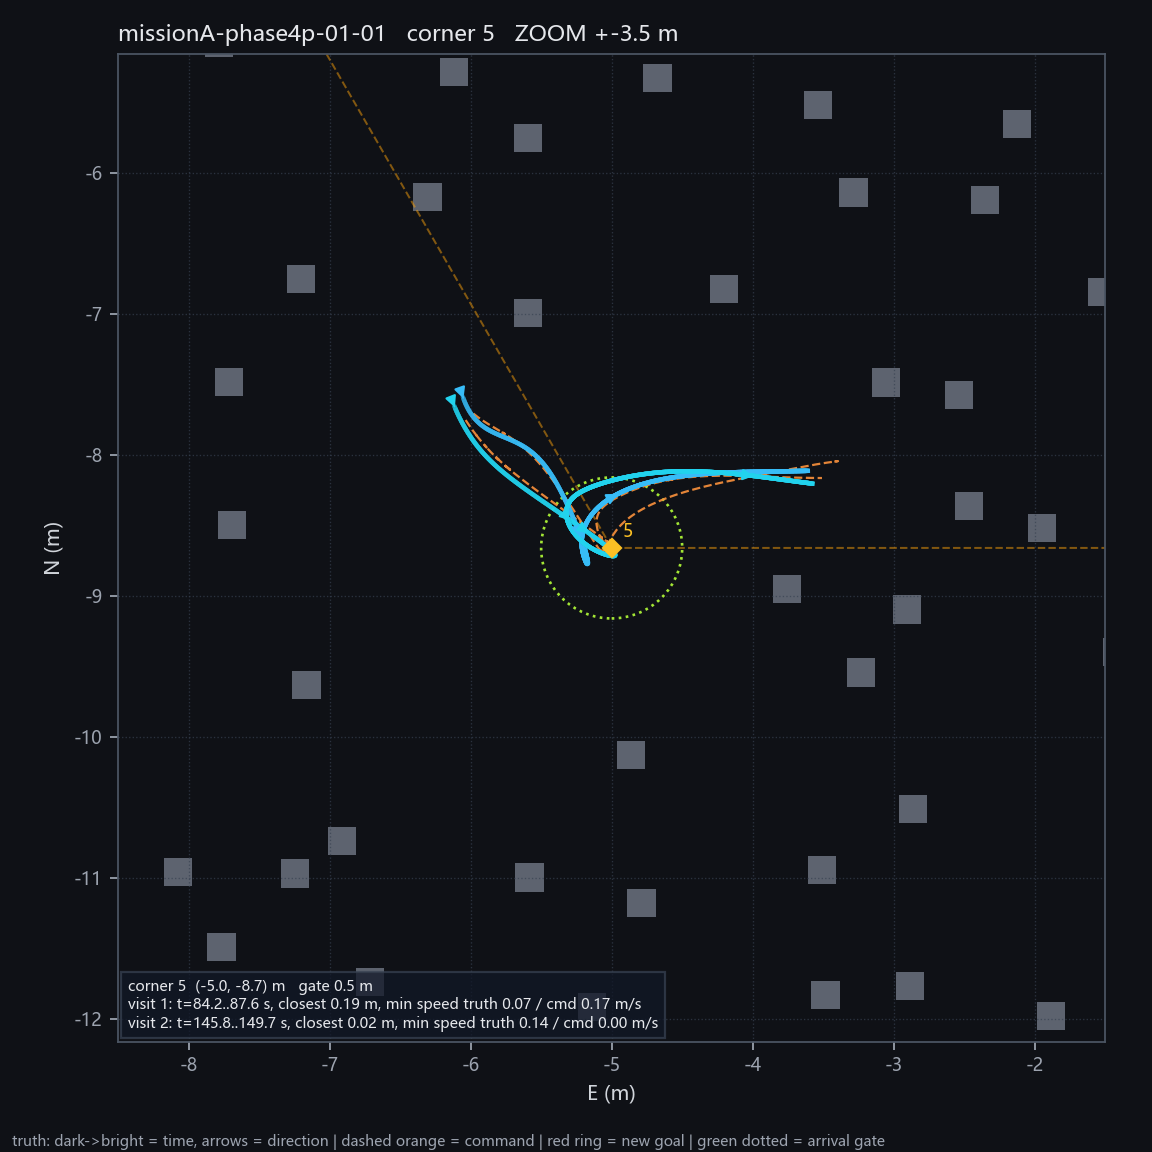 missionA-phase4p-01-01   corner 5   ZOOM +-3.5 m
N (m)
-6
-7
-8
-9
-10
-11
-12
5
corner 5  (-5.0, -8.7) m   gate 0.5 m
visit 1: t=84.2..87.6 s, closest 0.19 m, min speed truth 0.07 / cmd 0.17 m/s
visit 2: t=145.8..149.7 s, closest 0.02 m, min speed truth 0.14 / cmd 0.00 m/s
-8 -7 -6 -5 -4 -3 -2
E (m)
truth: dark->bright = time, arrows = direction | dashed orange = command | red ring = new goal | green dotted = arrival gate